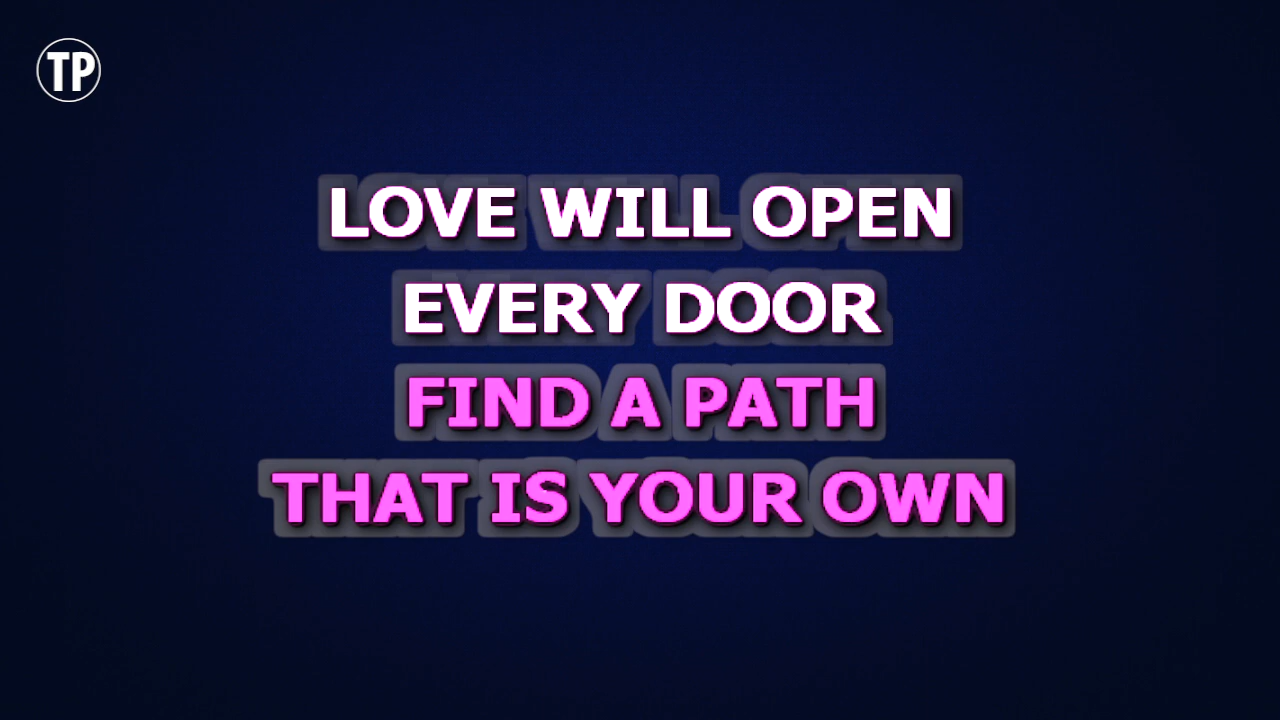 TP
LOVE WILL OPEN
EVERY DOOR
FIND A PATH
THAT IS YOUR OWN